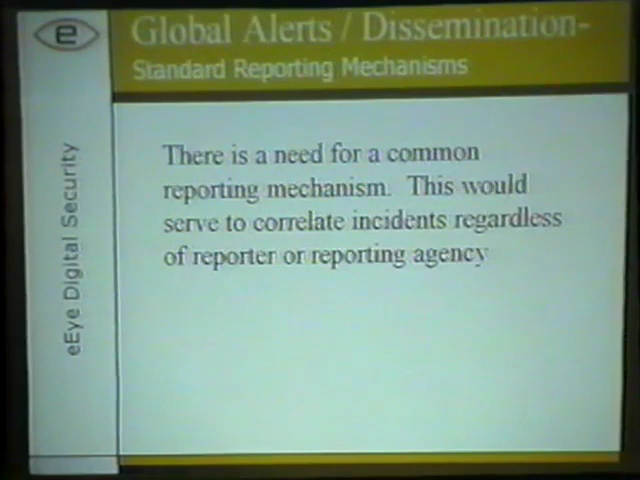 e
Global Alerts / Dissemination-
Standard Reporting Mechanisms
eEye Digital Security
There is a need for a common
reporting mechanism. This would
serve to correlate incidents regardless
of reporter or reporting agency